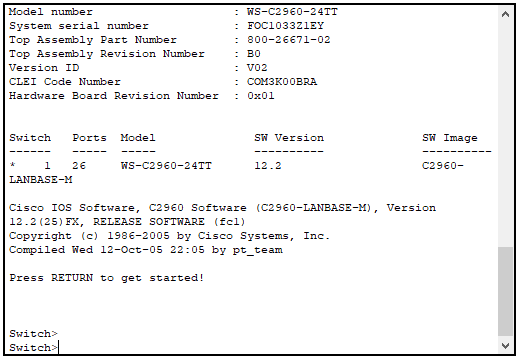 Model number                    : WS-C2960-24TT
System serial number            : FOC1033Z1EY
Top Assembly Part Number        : 800-26671-02
Top Assembly Revision Number    : B0
Version ID                      : V02
CLEI Code Number                : COM3K00BRA
Hardware Board Revision Number  : 0x01
Switch   Ports  Model              SW Version              SW Image
------   -----  -----              ----------              ----------
*    1   26     WS-C2960-24TT      12.2                    C2960-
LANBASE-M
Cisco IOS Software, C2960 Software (C2960-LANBASE-M), Version
12.2(25)FX, RELEASE SOFTWARE (fc1)
Copyright (c) 1986-2005 by Cisco Systems, Inc.
Compiled Wed 12-Oct-05 22:05 by pt_team
Press RETURN to get started!
Switch>
Switch>